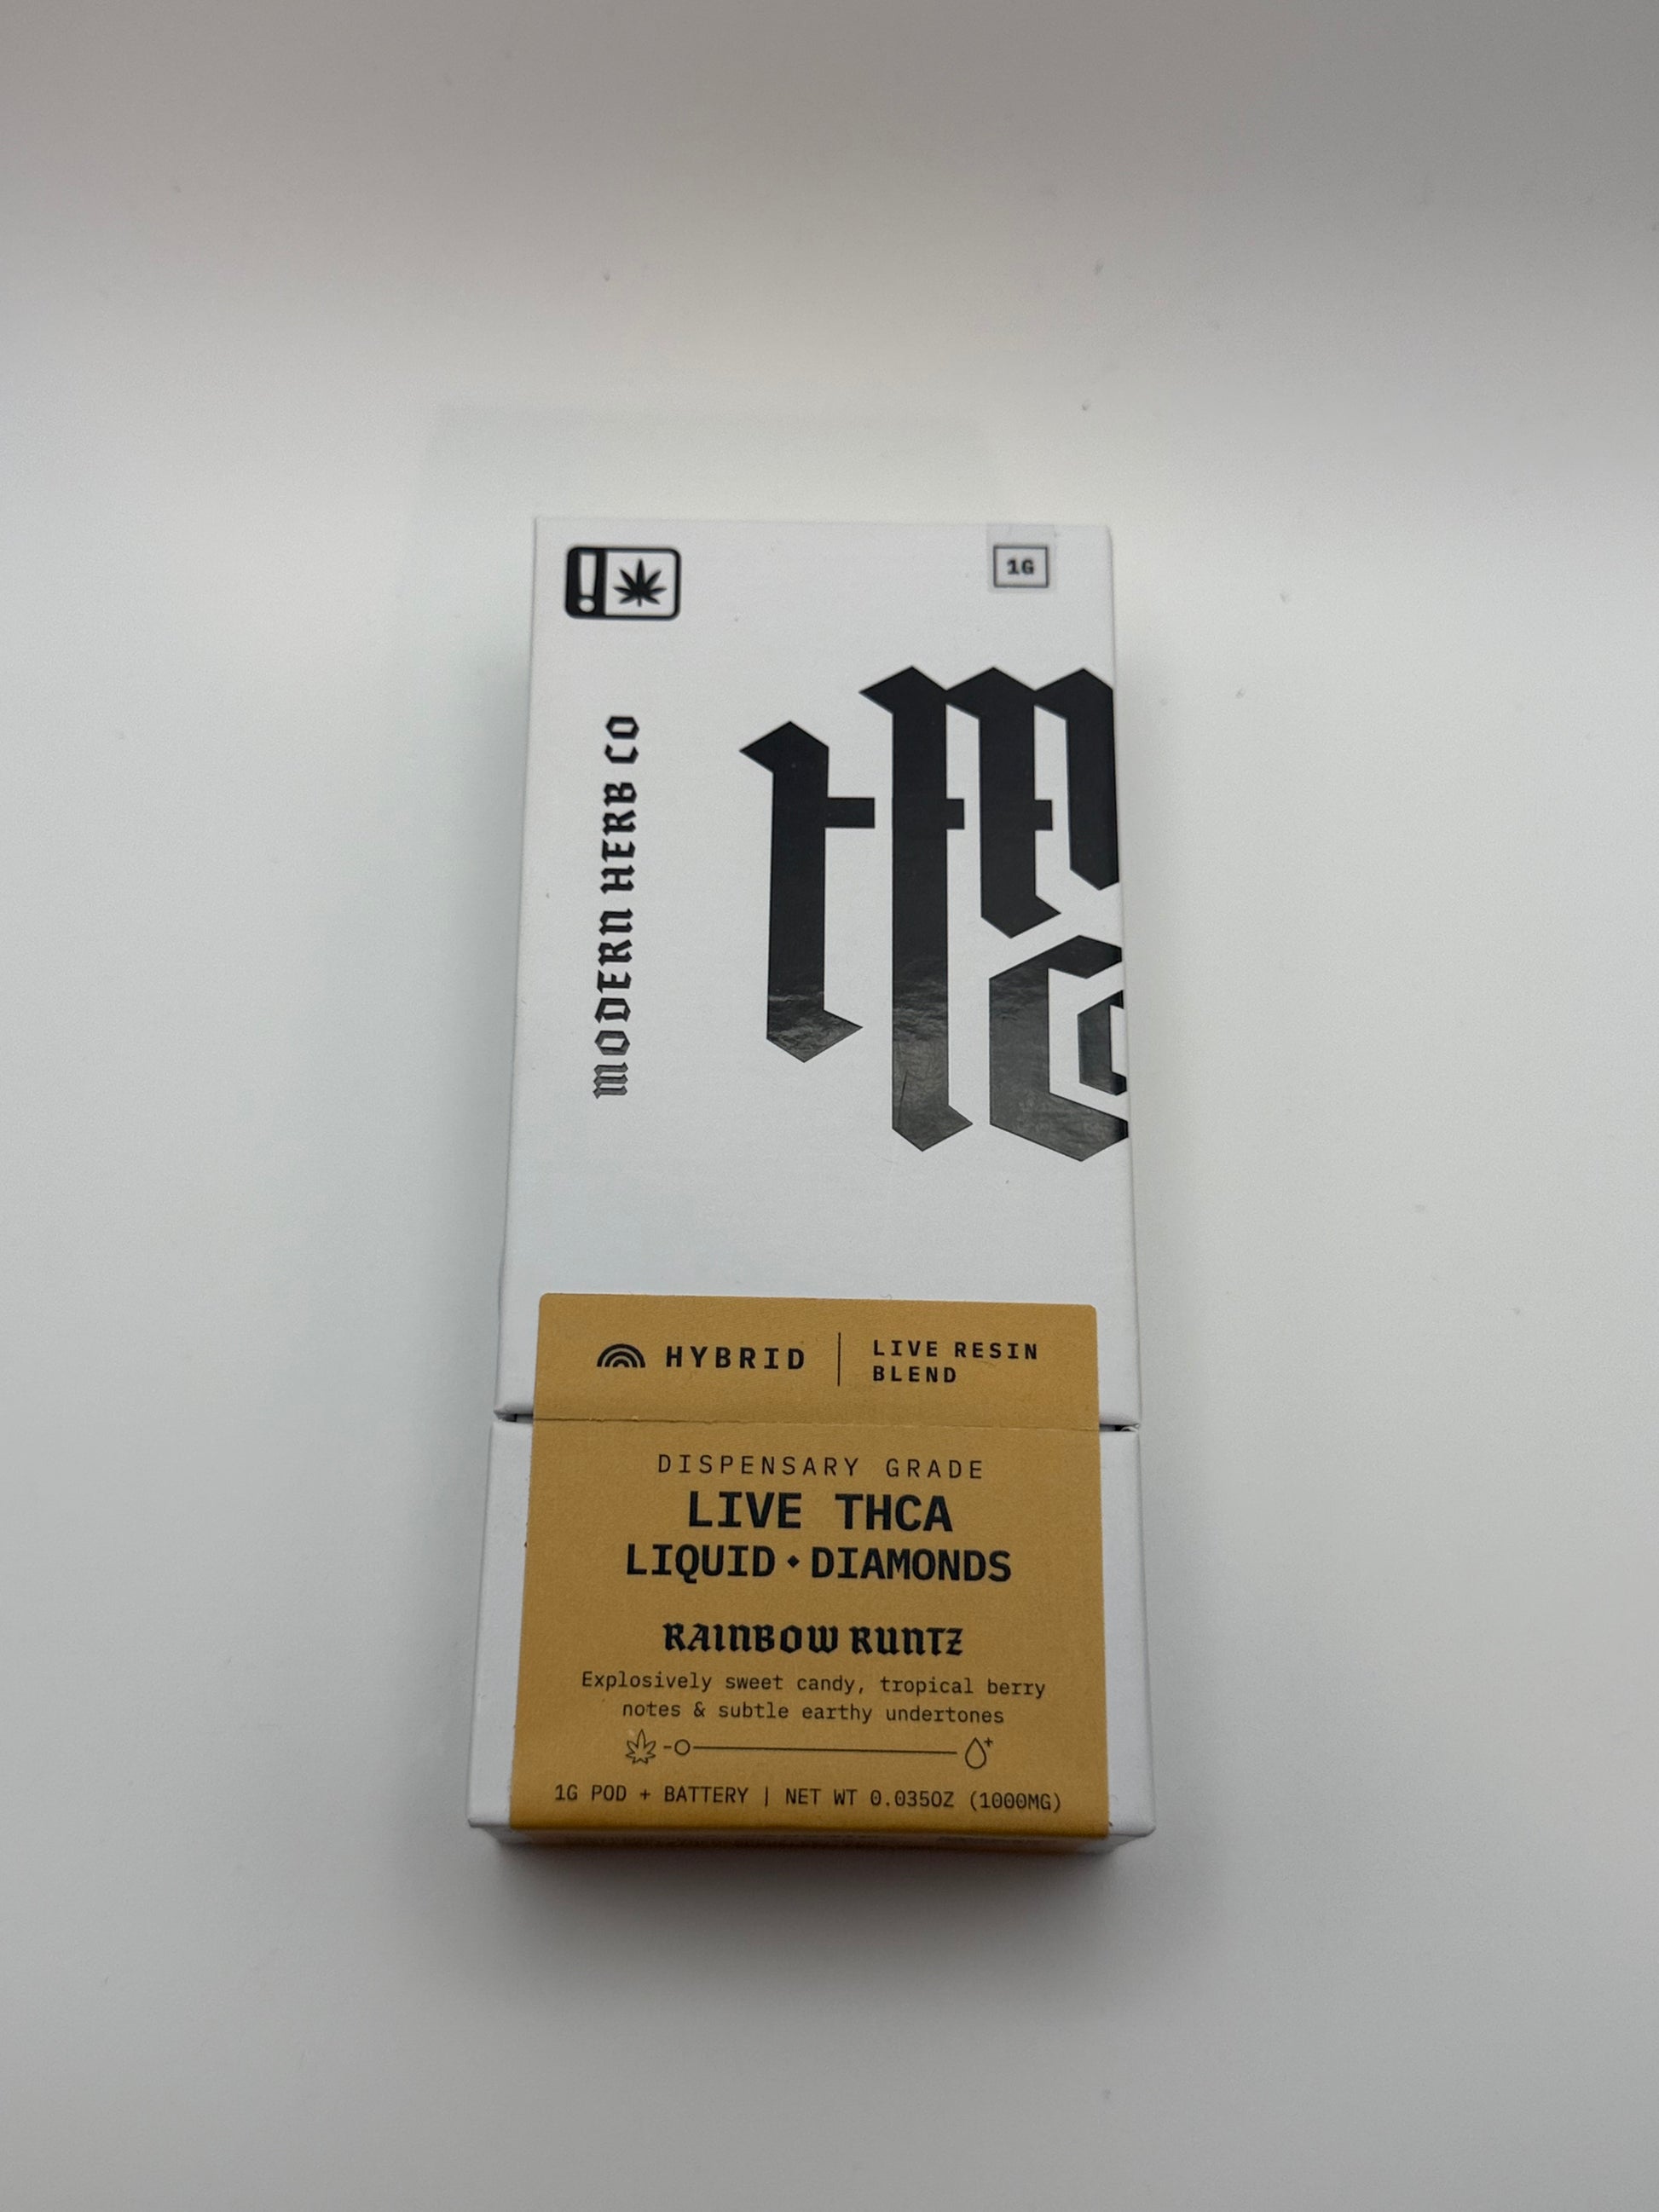 1G
MODERN HERB CO
HYBRID
LIVE RESIN
BLEND
DISPENSARY GRADE
LIVE THCA
LIQUID ⬥ DIAMONDS
RAINBOW RUNTZ
Explosively sweet candy, tropical berry
notes & subtle earthy undertones
1G POD + BATTERY | NET WT 0.035OZ (1000MG)